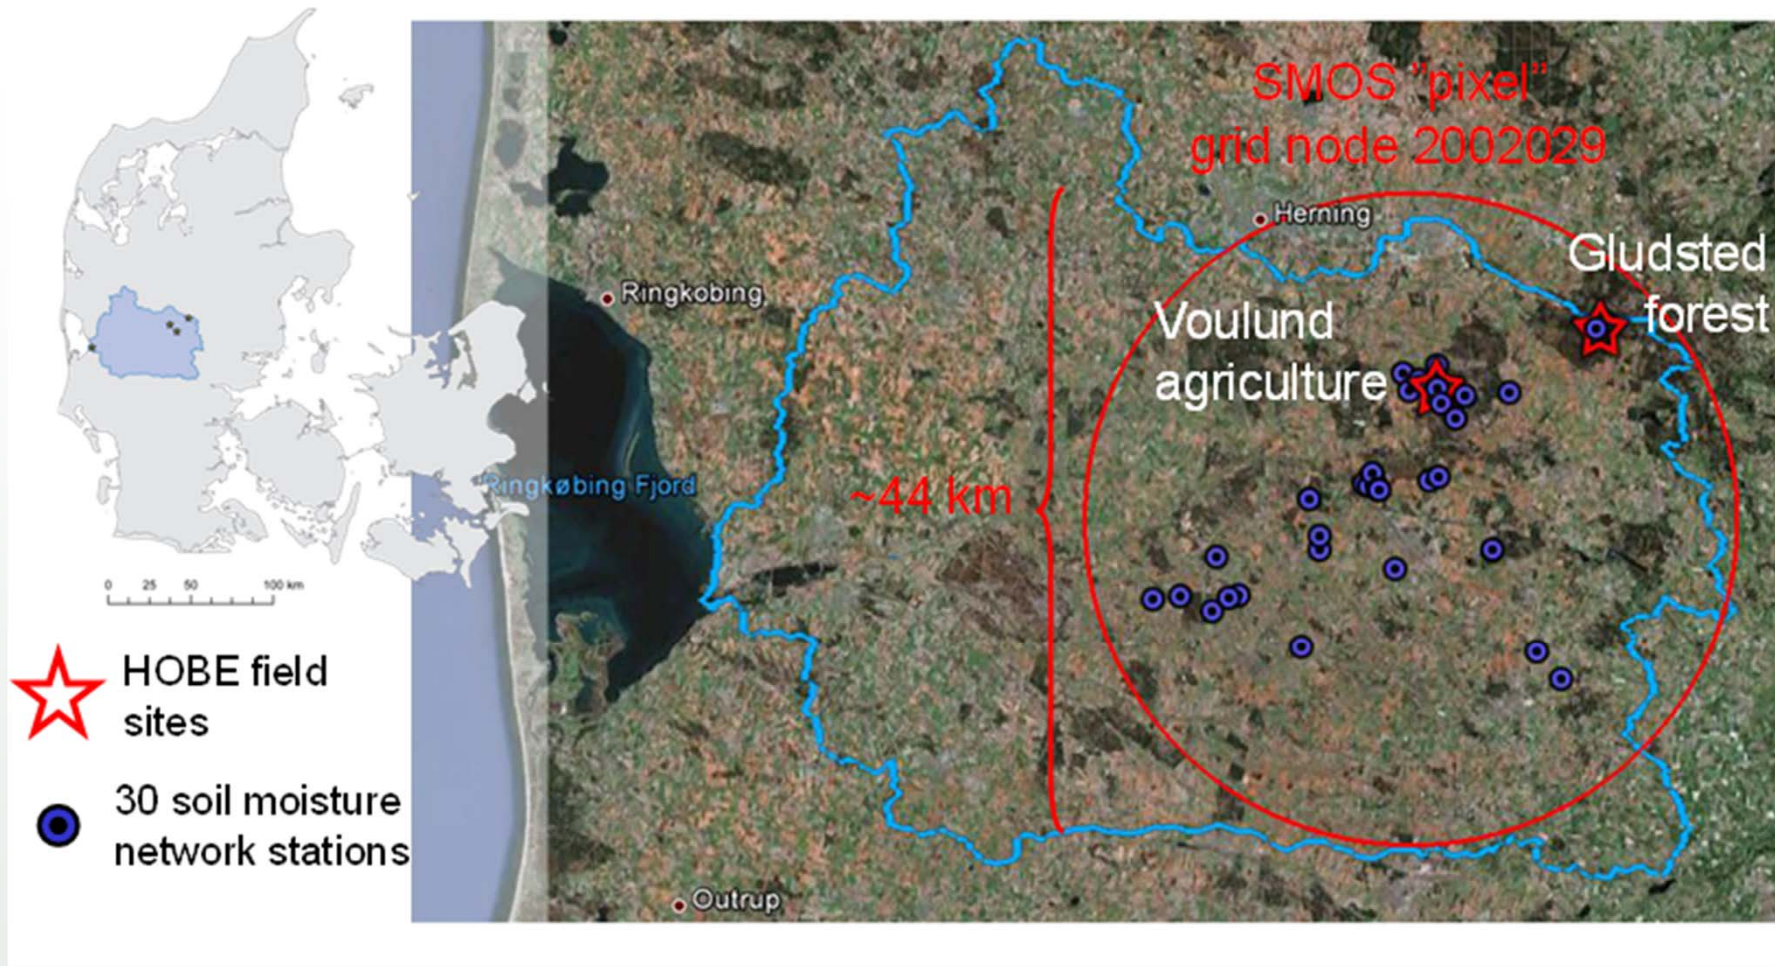 SMOS "pixel"
grid node 2002029
Herning
Gludsted
forest
Ringkobing
Voulund
agriculture
Ringkøbing Fjord
~44 km
0 25 50 100 km
HOBE field
sites
30 soil moisture
network stations
Outrup